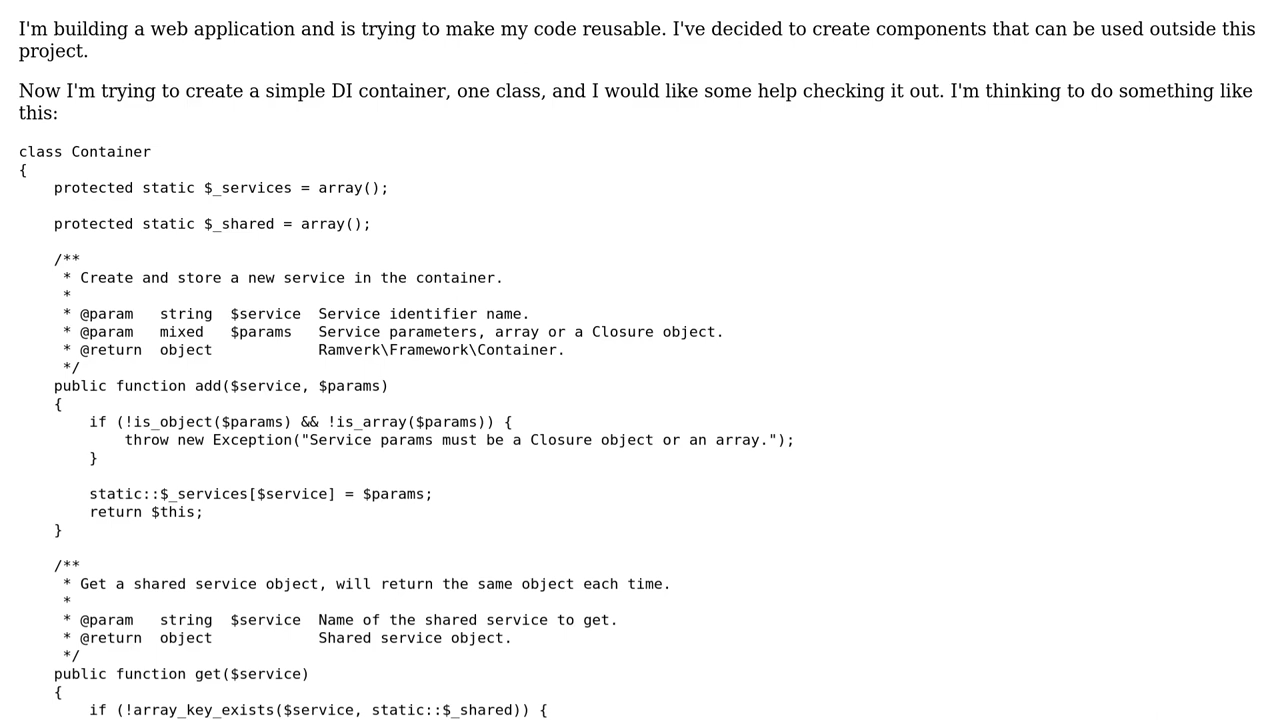 I'm building a web application and is trying to make my code reusable. I've decided to create components that can be used outside this
project.
Now I'm trying to create a simple DI container, one class, and I would like some help checking it out. I'm thinking to do something like
this:
class Container
{
    protected static $_services = array();

    protected static $_shared = array();

    /**
     * Create and store a new service in the container.
     *
     * @param   string  $service  Service identifier name.
     * @param   mixed   $params   Service parameters, array or a Closure object.
     * @return  object            Ramverk\Framework\Container.
     */
    public function add($service, $params)
    {
        if (!is_object($params) && !is_array($params)) {
            throw new Exception("Service params must be a Closure object or an array.");
        }

        static::$_services[$service] = $params;
        return $this;
    }

    /**
     * Get a shared service object, will return the same object each time.
     *
     * @param   string  $service  Name of the shared service to get.
     * @return  object            Shared service object.
     */
    public function get($service)
    {
        if (!array_key_exists($service, static::$_shared)) {